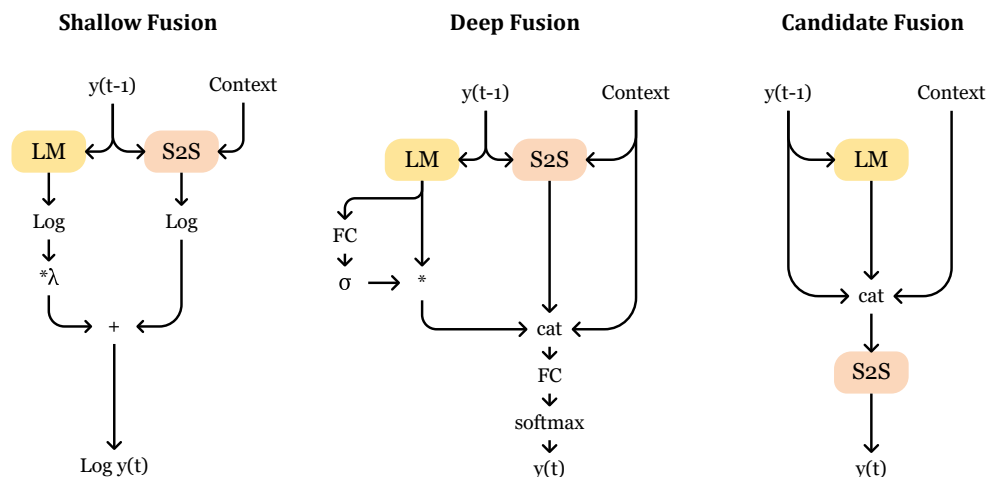 Shallow Fusion
y(t-1)
Context
LM
S2S
Log
Log
*λ
+
Log y(t)
Deep Fusion
y(t-1)
Context
LM
S2S
FC
σ
*
cat
FC
softmax
y(t)
Candidate Fusion
y(t-1)
Context
LM
cat
S2S
y(t)